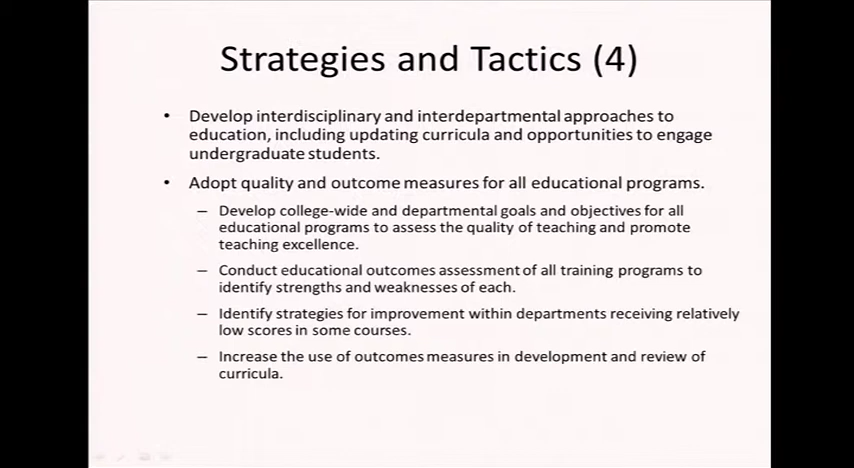 Strategies and Tactics (4)
• Develop interdisciplinary and interdepartmental approaches to
education, including updating curricula and opportunities to engage
undergraduate students.
• Adopt quality and outcome measures for all educational programs.
– Develop college-wide and departmental goals and objectives for all
educational programs to assess the quality of teaching and promote
teaching excellence.
– Conduct educational outcomes assessment of all training programs to
identify strengths and weaknesses of each.
– Identify strategies for improvement within departments receiving relatively
low scores in some courses.
– Increase the use of outcomes measures in development and review of
curricula.